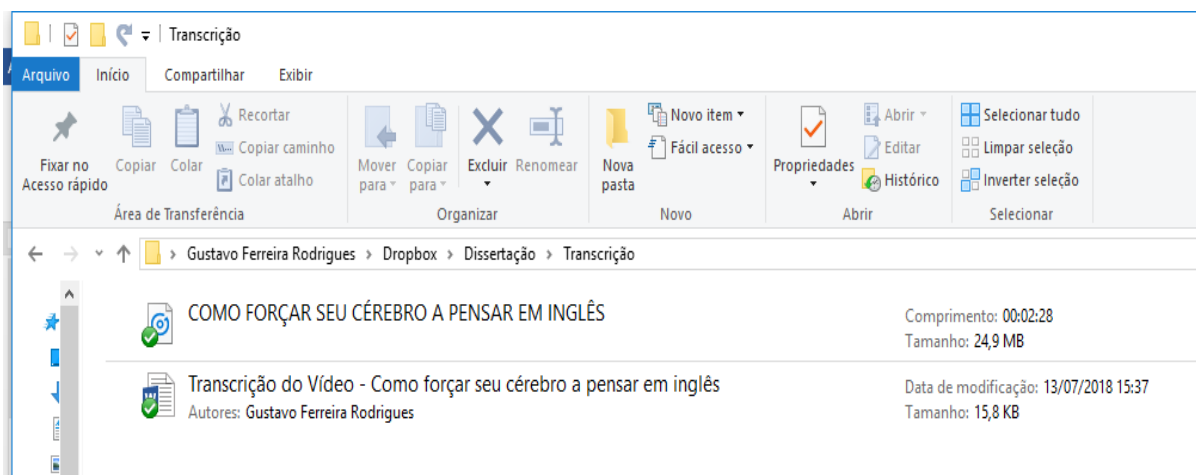 Transcrição
Arquivo Início Compartilhar Exibir
Fixar no
Acesso rápido
Copiar
Colar
Recortar
Copiar caminho
Colar atalho
Área de Transferência
Mover
para
Copiar
para
Excluir
Renomear
Organizar
Nova
pasta
Novo item
Fácil acesso
Novo
Propriedades
Abrir
Editar
Histórico
Abrir
Selecionar tudo
Limpar seleção
Inverter seleção
Selecionar
Gustavo Ferreira Rodrigues > Dropbox > Dissertação > Transcrição
COMO FORÇAR SEU CÉREBRO A PENSAR EM INGLÊS
Comprimento: 00:02:28
Tamanho: 24,9 MB
Transcrição do Vídeo - Como forçar seu cérebro a pensar em inglês
Autores: Gustavo Ferreira Rodrigues
Data de modificação: 13/07/2018 15:37
Tamanho: 15,8 KB